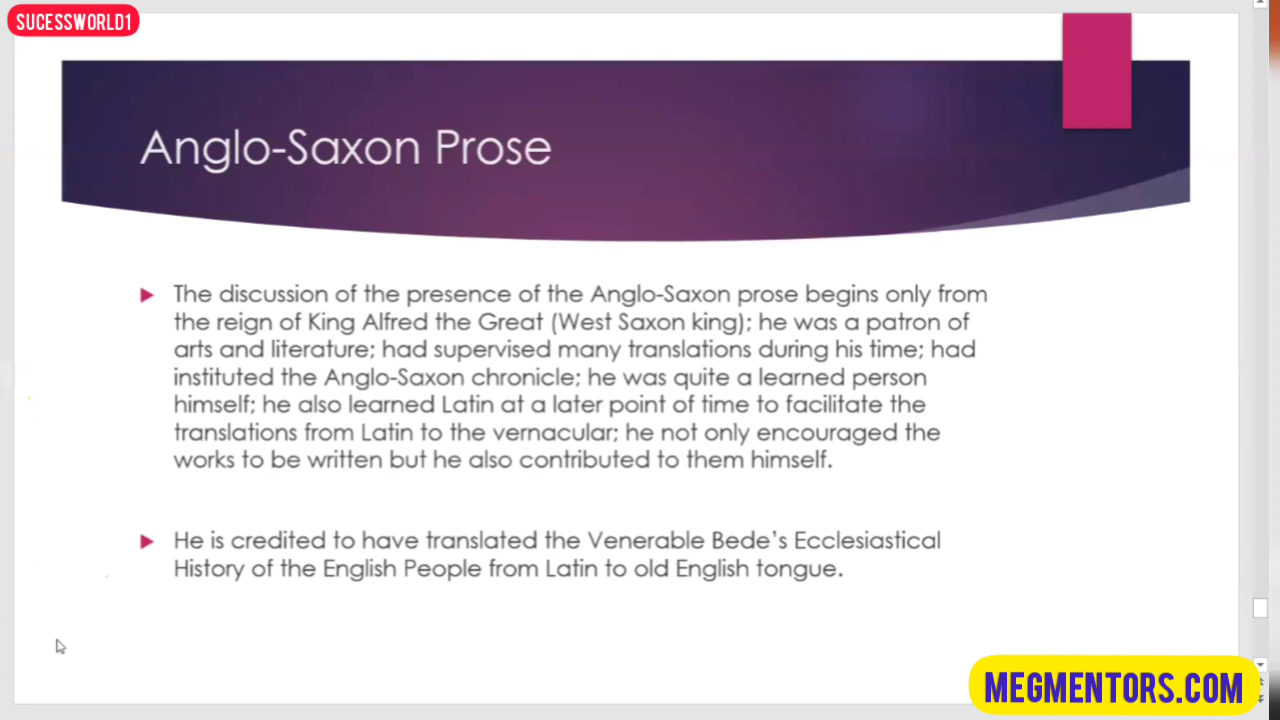 SUCESSWORLD1
Anglo-Saxon Prose
The discussion of the presence of the Anglo-Saxon prose begins only from
the reign of King Alfred the Great (West Saxon king); he was a patron of
arts and literature; had supervised many translations during his time; had
instituted the Anglo-Saxon chronicle; he was quite a learned person
himself; he also learned Latin at a later point of time to facilitate the
translations from Latin to the vernacular; he not only encouraged the
works to be written but he also contributed to them himself.
He is credited to have translated the Venerable Bede's Ecclesiastical
History of the English People from Latin to old English tongue.
MEGMENTORS.COM